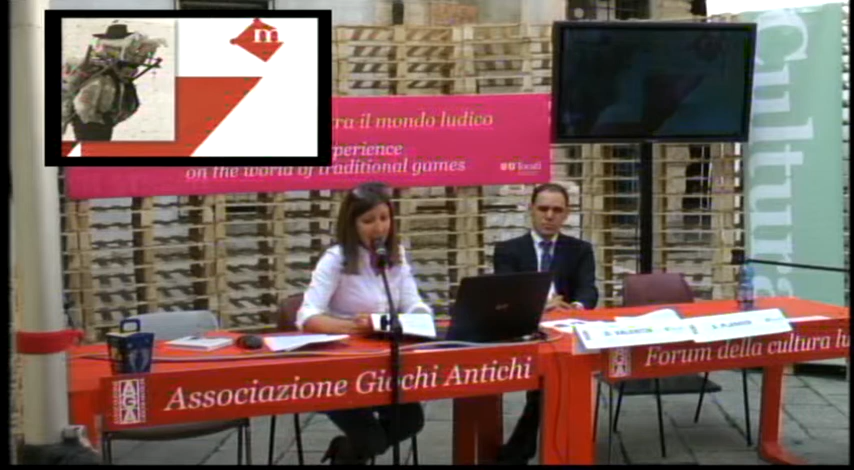 m
ra il mondo ludico
perience
on the world of traditional games
Tocatì
Cultura
Associazione Giochi Antichi
AGA
Forum della cultura lu